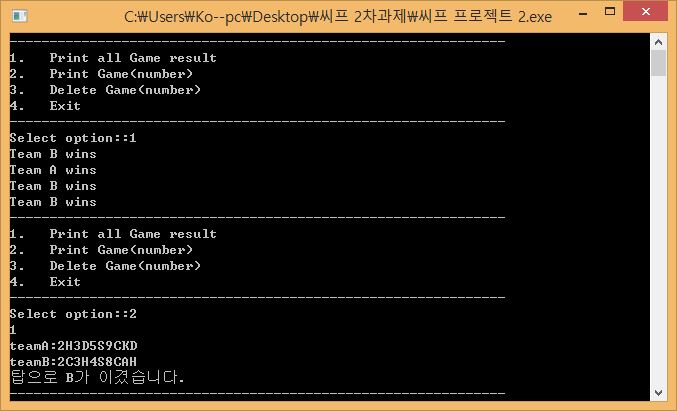 C:₩Users₩Ko--pc₩Desktop₩씨프 2차과제₩씨프 프로젝트 2.exe
--------------------------------------------------------------
1.   Print all Game result
2.   Print Game(number)
3.   Delete Game(number)
4.   Exit
--------------------------------------------------------------
Select option::1
Team B wins
Team A wins
Team B wins
Team B wins
--------------------------------------------------------------
1.   Print all Game result
2.   Print Game(number)
3.   Delete Game(number)
4.   Exit
--------------------------------------------------------------
Select option::2
1
teamA:2H3D5S9CKD
teamB:2C3H4S8CAH
탑으로 B가 이겼습니다.
--------------------------------------------------------------